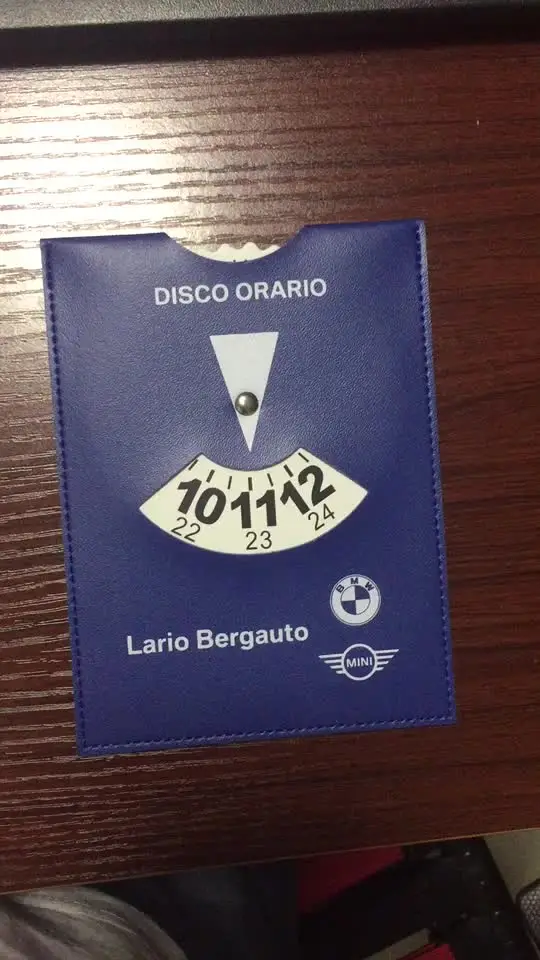 DISCO ORARIO
10 11 12
22 23 24
BMW
Lario Bergauto
MINI